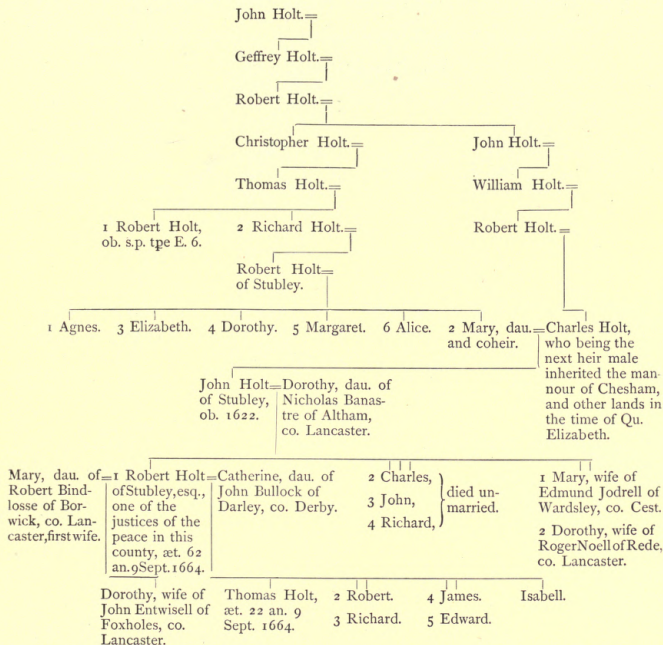 John Holt.=
Geffrey Holt.=
Robert Holt.=
Christopher Holt.=
John Holt.=
Thomas Holt.=
William Holt.=
1 Robert Holt,
ob. s.p. tpe E. 6.
2 Richard Holt.=
Robert Holt.=
Robert Holt=
of Stubley.
1 Agnes.
3 Elizabeth.
4 Dorothy.
5 Margaret.
6 Alice.
2 Mary, dau.=
and coheir.
Charles Holt,
who being the
next heir male
inherited the man-
nour of Chesham,
and other lands in
the time of Qu.
Elizabeth.
John Holt=
of Stubley,
ob. 1622.
Dorothy, dau. of
Nicholas Banas-
tre of Altham,
co. Lancaster.
Mary, dau. of=
Robert Bind-
losse of Bor-
wick, co. Lan-
caster, first wife.
1 Robert Holt=
of Stubley, esq.,
one of the
justices of the
peace in this
county, æt. 62
an. 9 Sept. 1664.
Catherine, dau. of
John Bullock of
Darley, co. Derby.
2 Charles,
3 John,
4 Richard,
died un-
married.
1 Mary, wife of
Edmund Jodrell of
Wardsley, co. Cest.
2 Dorothy, wife of
Roger Noell of Rede,
co. Lancaster.
Dorothy, wife of
John Entwisell of
Foxholes, co.
Lancaster.
Thomas Holt,
æt. 22 an. 9
Sept. 1664.
2 Robert.
3 Richard.
4 James.
5 Edward.
Isabell.